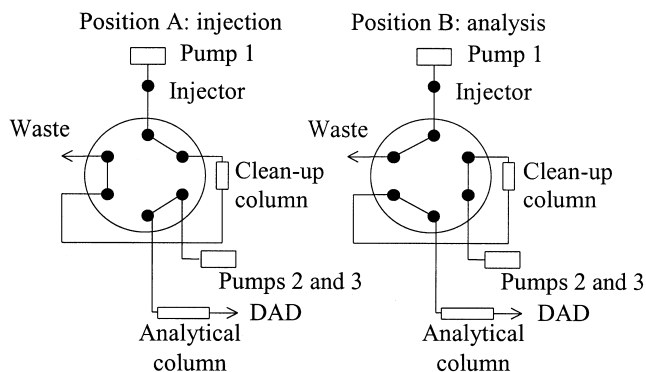 Position A: injection
Pump 1
Injector
Waste
Clean-up
column
Pumps 2 and 3
DAD
Analytical
column
Position B: analysis
Pump 1
Injector
Waste
Clean-up
column
Pumps 2 and 3
DAD
Analytical
column